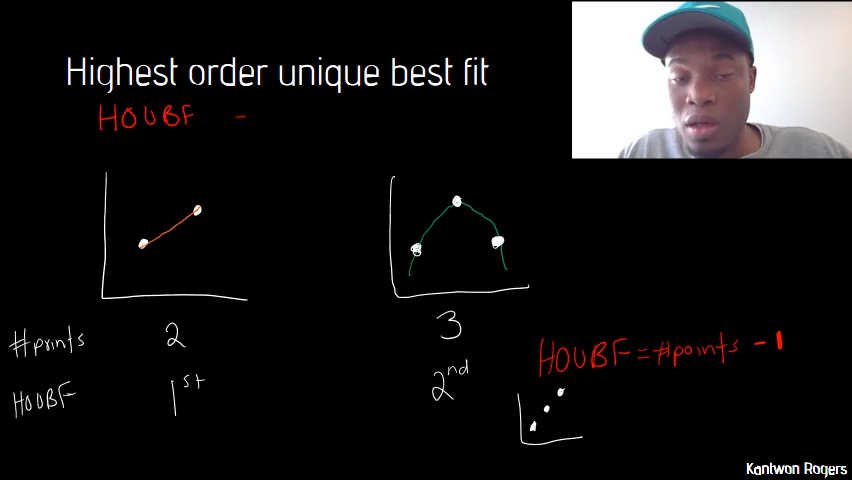 Highest order unique best fit
HOUBF -
#points 2 3
HOUBF = #points - 1
HOUBF 1st 2nd
Kantwon Rogers